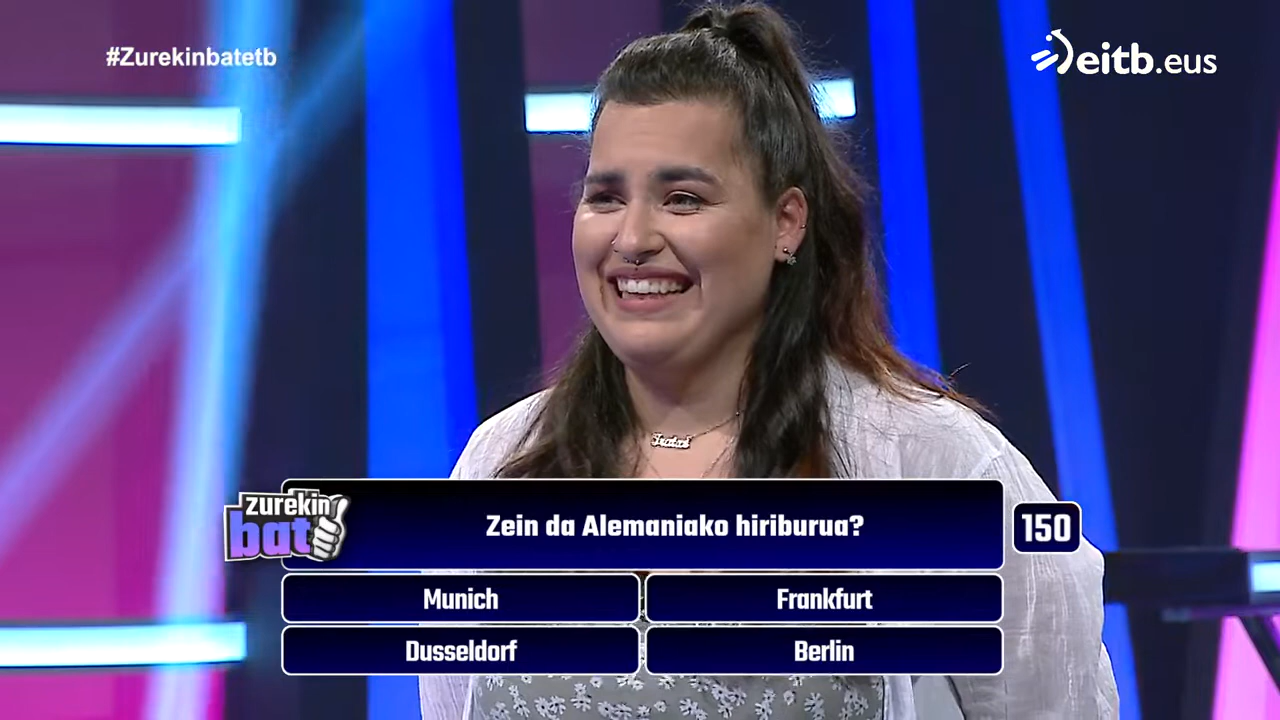 #Zurekinbatetb
eitb.eus
zurekin
bat
Zein da Alemaniako hiriburua?
150
Munich
Frankfurt
Dusseldorf
Berlin